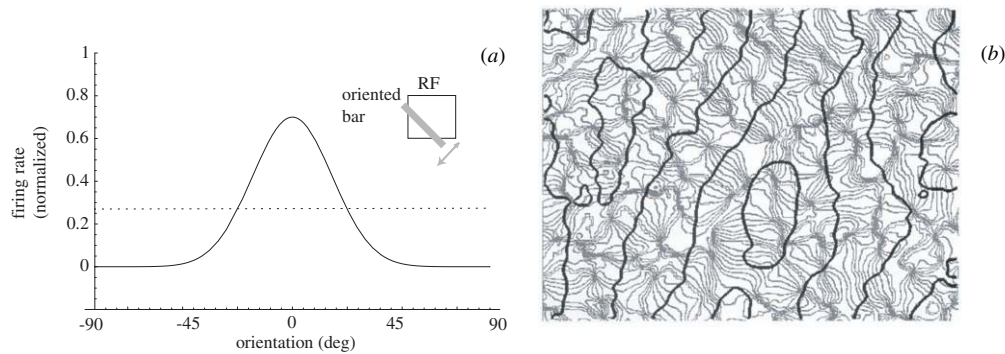 (a)
1
0.8
0.6
0.4
0.2
0
firing rate
(normalized)
oriented
bar
RF
-90
-45
0
45
90
orientation (deg)
(b)